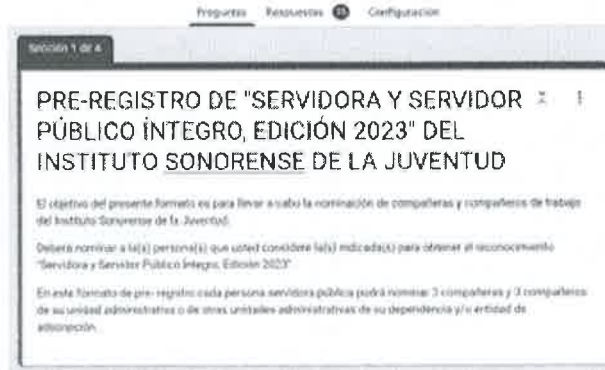 Preguntas Respuestas Configuración
Sección 1 de 4
PRE-REGISTRO DE "SERVIDORA Y SERVIDOR
PÚBLICO ÍNTEGRO, EDICIÓN 2023" DEL
INSTITUTO SONORENSE DE LA JUVENTUD
El objetivo del presente formato es para llevar a cabo la nominación de compañeras y compañeros de trabajo
del Instituto Sonorense de la Juventud.
Deberá nominar a la(s) persona(s) que usted considere la(s) indicada(s) para obtener el reconocimiento
"Servidora y Servidor Público Íntegro, Edición 2023"
En este formato de pre- registro cada persona servidora pública podrá nominar 3 compañeras y 3 compañeros
de su unidad administrativa o de otras unidades administrativas de su dependencia y/o entidad de
adscripción.